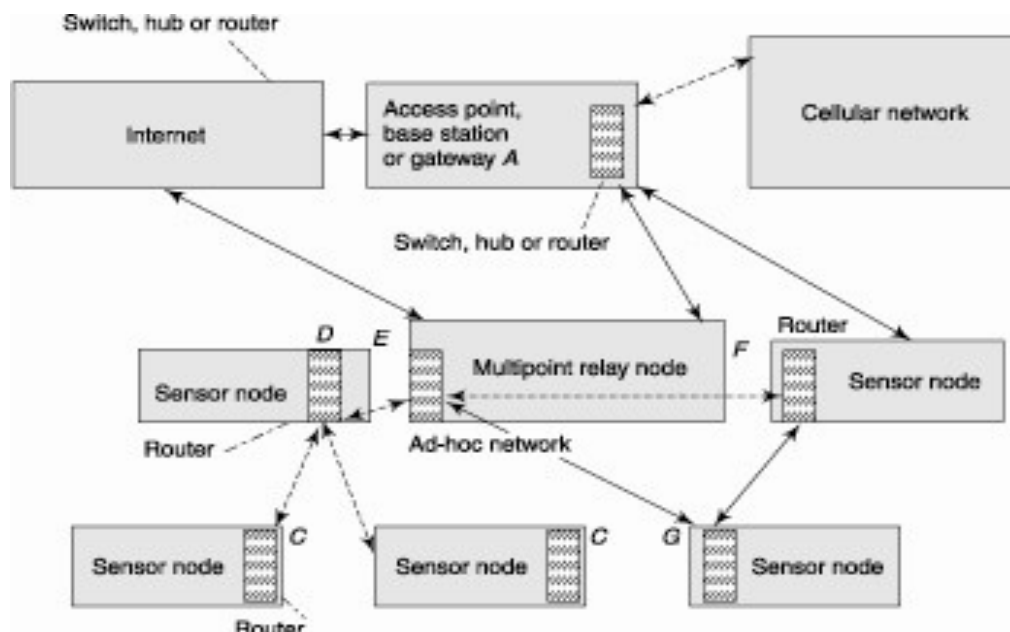 Switch, hub or router
Internet
Access point,
base station
or gateway A
Cellular network
Switch, hub or router
D
E
Multipoint relay node
F
Router
Sensor node
Sensor node
Router
Ad-hoc network
Sensor node
C
Sensor node
C
G
Sensor node
Router